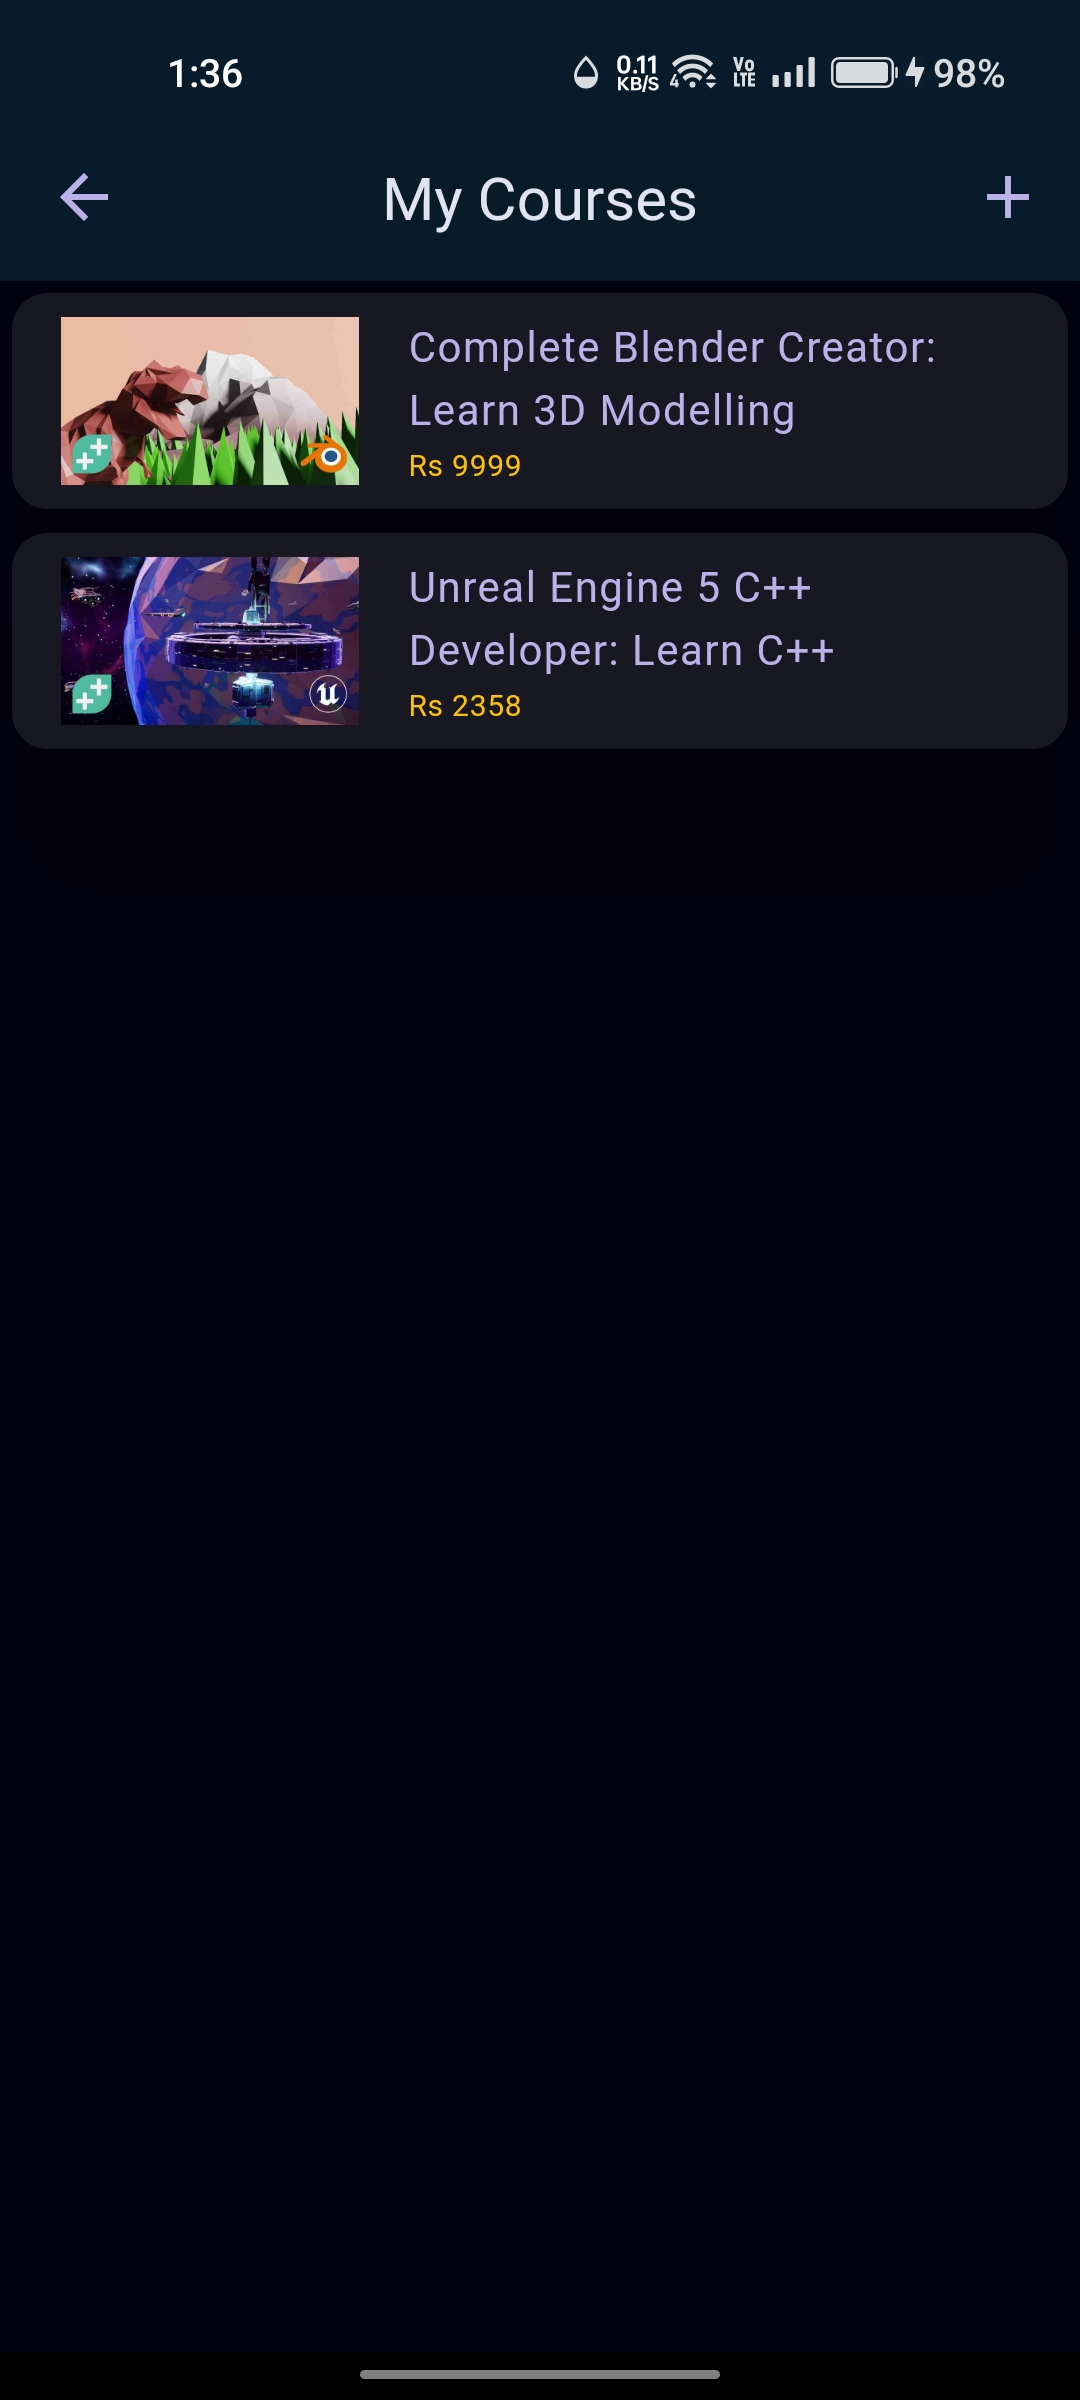 1:36
0.11
KB/S
4
Vo
LTE
98%
My Courses
Complete Blender Creator:
Learn 3D Modelling
Rs 9999
Unreal Engine 5 C++
Developer: Learn C++
Rs 2358